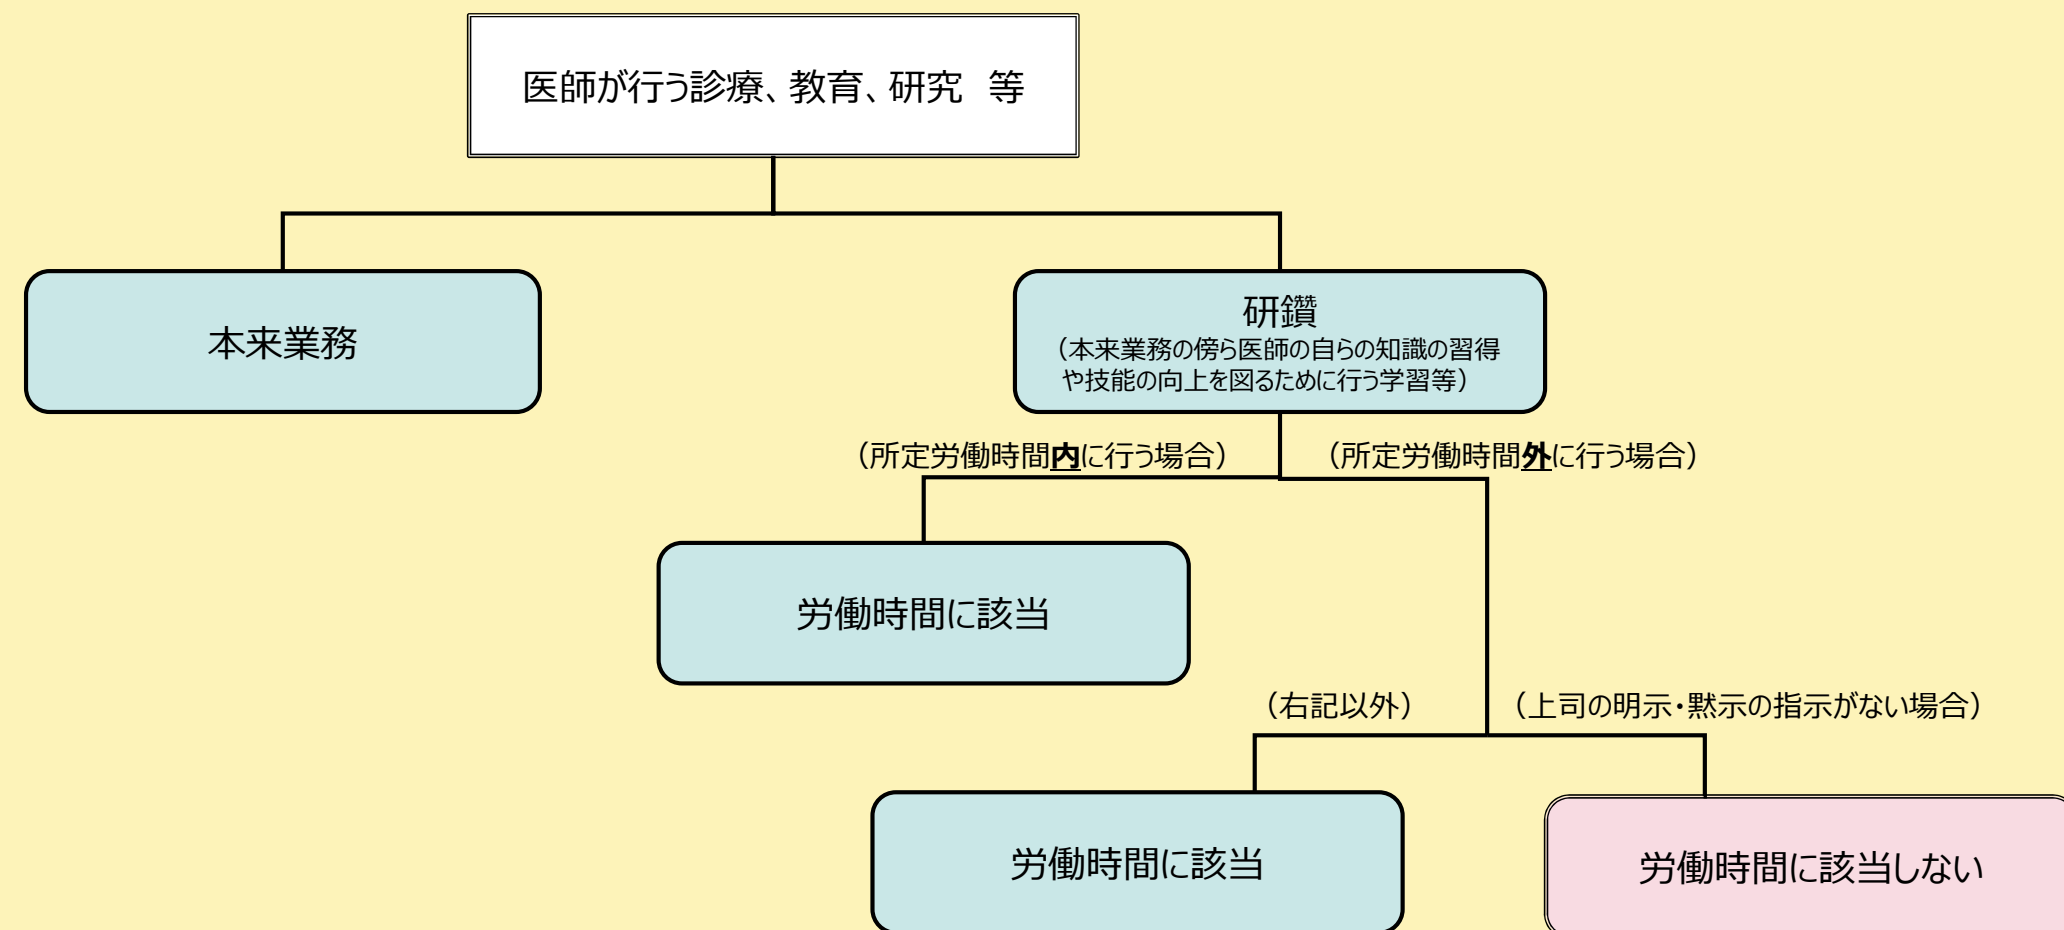 医師が行う診療、教育、研究　等
本来業務
研鑽
（本来業務の傍ら医師の自らの知識の習得
や技能の向上を図るために行う学習等）
（所定労働時間内に行う場合）
（所定労働時間外に行う場合）
労働時間に該当
（右記以外）
（上司の明示・黙示の指示がない場合）
労働時間に該当
労働時間に該当しない